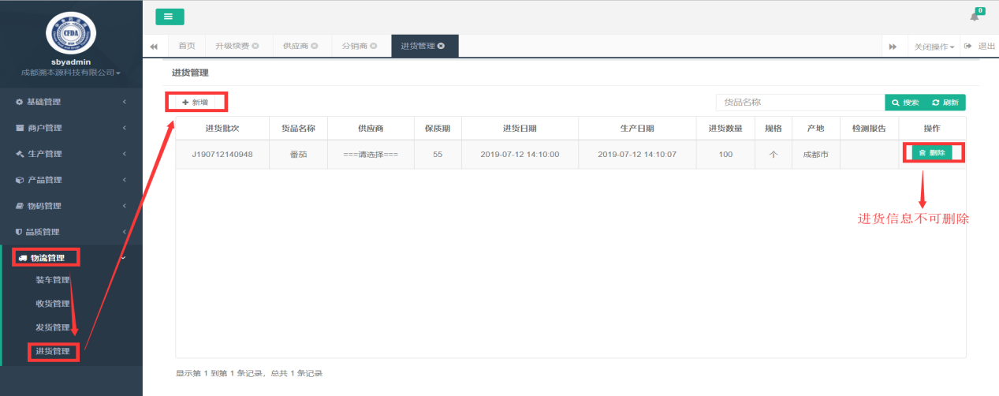 CFDA
sbyadmin
成都溯本源科技有限公司
0
首页 升级续费 供应商 分销商 进货管理 关闭操作 退出
进货管理
新增 货品名称 搜索 刷新
进货批次 货品名称 供应商 保质期 进货日期 生产日期 进货数量 规格 产地 检测报告 操作
J190712140948 番茄 ===请选择=== 55 2019-07-12 14:10:00 2019-07-12 14:10:07 100 个 成都市 删除
进货信息不可删除
显示第 1 到第 1 条记录，总共 1 条记录
基础管理
商户管理
生产管理
产品管理
物码管理
品质管理
物流管理
装车管理
收货管理
发货管理
进货管理